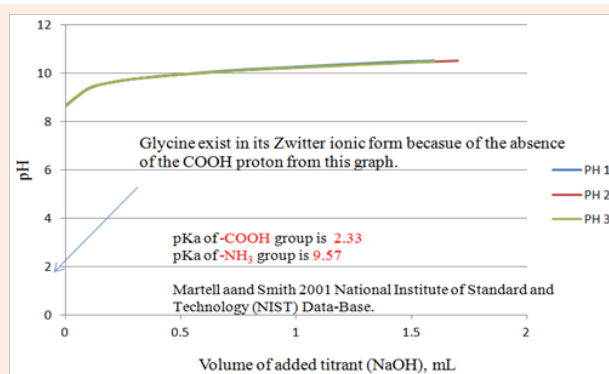 12
10
8
6
4
2
0
pH
Glycine exist in its Zwitter ionic form becasue of the absence
of the COOH proton from this graph.
pKa of-COOH group is 2.33
pKa of-NH₃ group is 9.57
Martell aand Smith 2001 National Institute of Standard and
Technology (NIST) Data-Base.
PH 1
PH 2
PH 3
0
0.5
1
1.5
2
Volume of added titrant (NaOH), mL